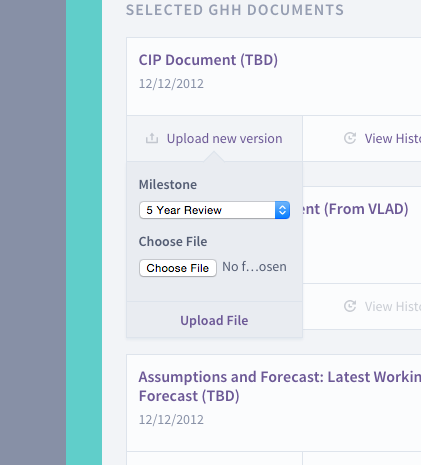 SELECTED GHH DOCUMENTS
CIP Document (TBD)
12/12/2012
Upload new version
View Histo
Milestone
5 Year Review
ent (From VLAD)
Choose File
Choose File No f...osen
View Histo
Upload File
Assumptions and Forecast: Latest Workin
Forecast (TBD)
12/12/2012